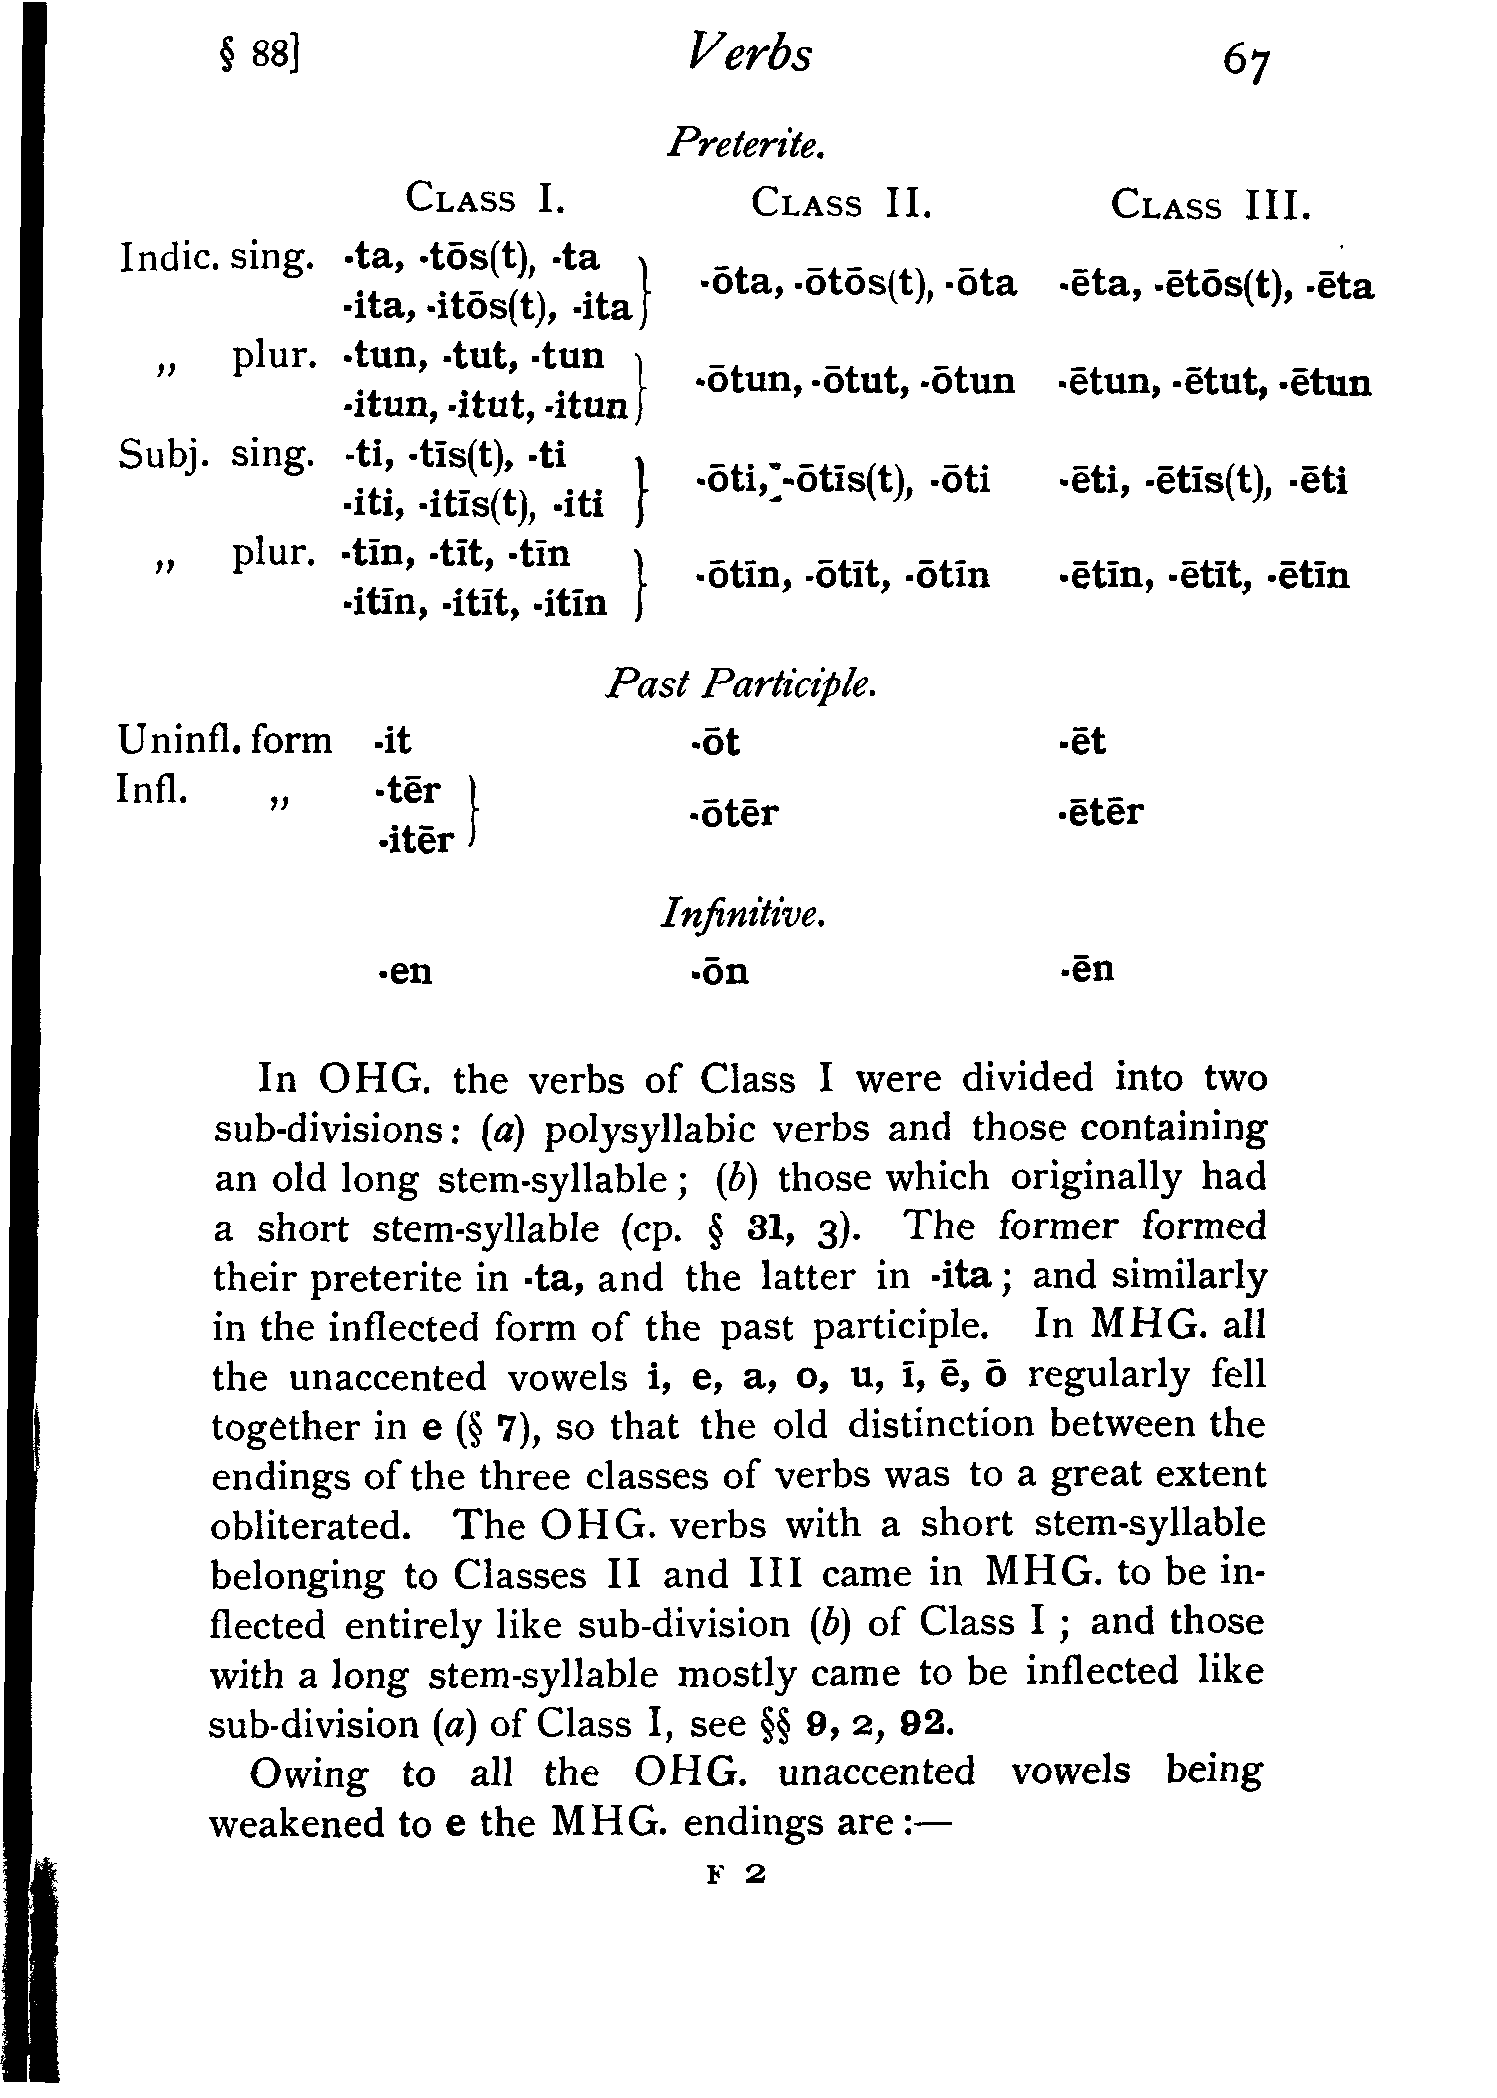 § 88] Verbs 67
Preterite.
CLASS I. CLASS II. CLASS III.
Indic. sing. -ta, -tōs(t), -ta
-ōta, -ōtōs(t), -ōta -ēta, -ētōs(t), -ēta
-ita, -itōs(t), -ita
„ plur. -tun, -tut, -tun
-ōtun, -ōtut, -ōtun -ētun, -ētut, -ētun
-itun, -itut, -itun
Subj. sing. -ti, -tīs(t), -ti
-ōti, -ōtīs(t), -ōti -ēti, -ētīs(t), -ēti
-iti, -itīs(t), -iti
„ plur. -tīn, -tīt, -tīn
-ōtīn, -ōtīt, -ōtīn -ētīn, -ētīt, -ētīn
-itīn, -itīt, -itīn
Past Participle.
Uninfl. form -it -ōt -ēt
Infl. „ -tēr
-ōtēr -ētēr
-itēr
Infinitive.
-en -ōn -ēn
In OHG. the verbs of Class I were divided into two
sub-divisions: (a) polysyllabic verbs and those containing
an old long stem-syllable; (b) those which originally had
a short stem-syllable (cp. § 31, 3). The former formed
their preterite in -ta, and the latter in -ita; and similarly
in the inflected form of the past participle. In MHG. all
the unaccented vowels i, e, a, o, u, ī, ē, ō regularly fell
together in e (§ 7), so that the old distinction between the
endings of the three classes of verbs was to a great extent
obliterated. The OHG. verbs with a short stem-syllable
belonging to Classes II and III came in MHG. to be in-
flected entirely like sub-division (b) of Class I; and those
with a long stem-syllable mostly came to be inflected like
sub-division (a) of Class I, see §§ 9, 2, 92.
Owing to all the OHG. unaccented vowels being
weakened to e the MHG. endings are:—
F 2